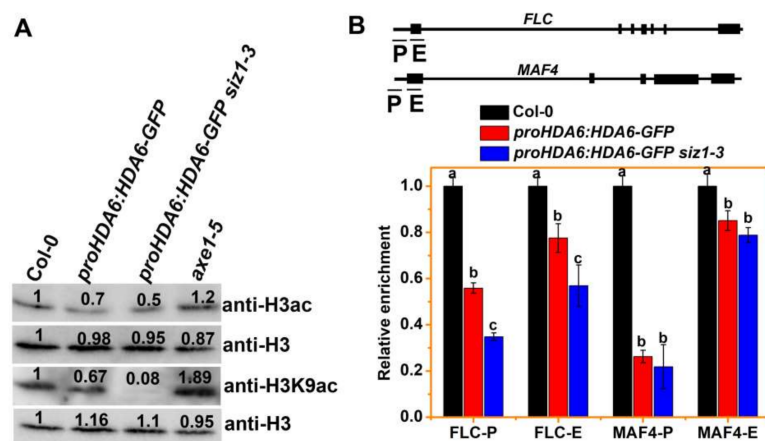 A
Col-0
proHDA6:HDA6-GFP
proHDA6:HDA6-GFP siz1-3
axe1-5
1 0.7 0.5 1.2 anti-H3ac
1 0.98 0.95 0.87 anti-H3
1 0.67 0.08 1.89 anti-H3K9ac
1 1.16 1.1 0.95 anti-H3
B
FLC
P E
MAF4
P E
Col-0
proHDA6:HDA6-GFP
proHDA6:HDA6-GFP siz1-3
Relative enrichment
1.0
0.8
0.6
0.4
0.2
0.0
a b c
a b c
a b b
a b b
FLC-P FLC-E MAF4-P MAF4-E